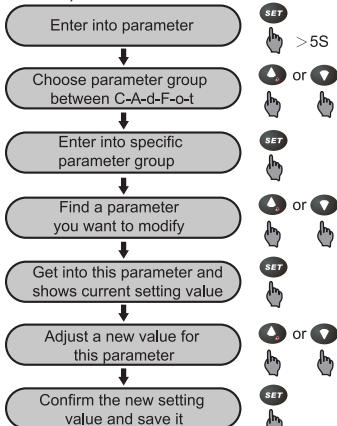 Enter into parameter
SET
>5S
Choose parameter group
between C-A-d-F-o-t
or
Enter into specific
parameter group
SET
Find a parameter
you want to modify
or
Get into this parameter and
shows current setting value
SET
Adjust a new value for
this parameter
or
Confirm the new setting
value and save it
SET